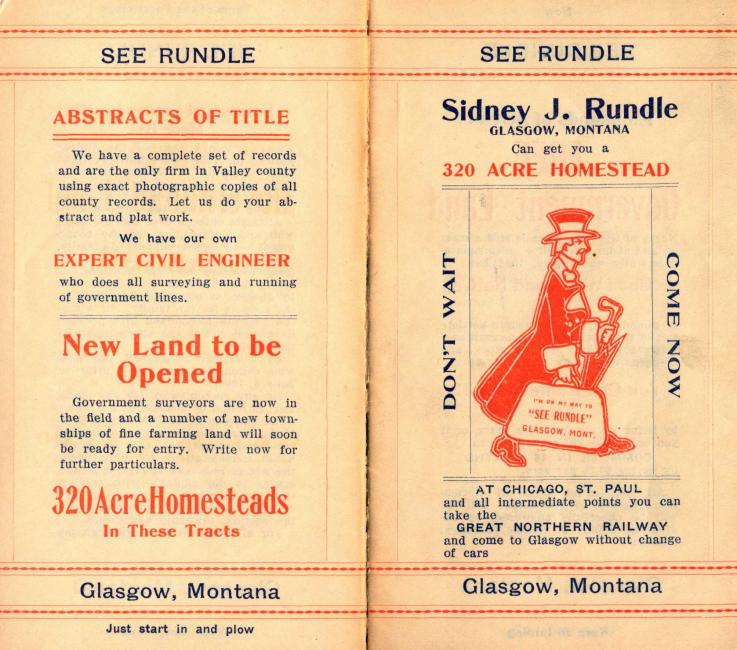 SEE RUNDLE
ABSTRACTS OF TITLE
We have a complete set of records
and are the only firm in Valley county
using exact photographic copies of all
county records. Let us do your ab-
stract and plat work.
We have our own
EXPERT CIVIL ENGINEER
who does all surveying and running
of government lines.
New Land to be
Opened
Government surveyors are now in
the field and a number of new town-
ships of fine farming land will soon
be ready for entry. Write now for
further particulars.
320 Acre Homesteads
In These Tracts
Glasgow, Montana
Just start in and plow
SEE RUNDLE
Sidney J. Rundle
GLASGOW, MONTANA
Can get you a
320 ACRE HOMESTEAD
DON'T WAIT
COME NOW
I'M ON MY WAY TO
"SEE RUNDLE"
GLASGOW, MONT.
AT CHICAGO, ST. PAUL
and all intermediate points you can
take the
GREAT NORTHERN RAILWAY
and come to Glasgow without change
of cars
Glasgow, Montana